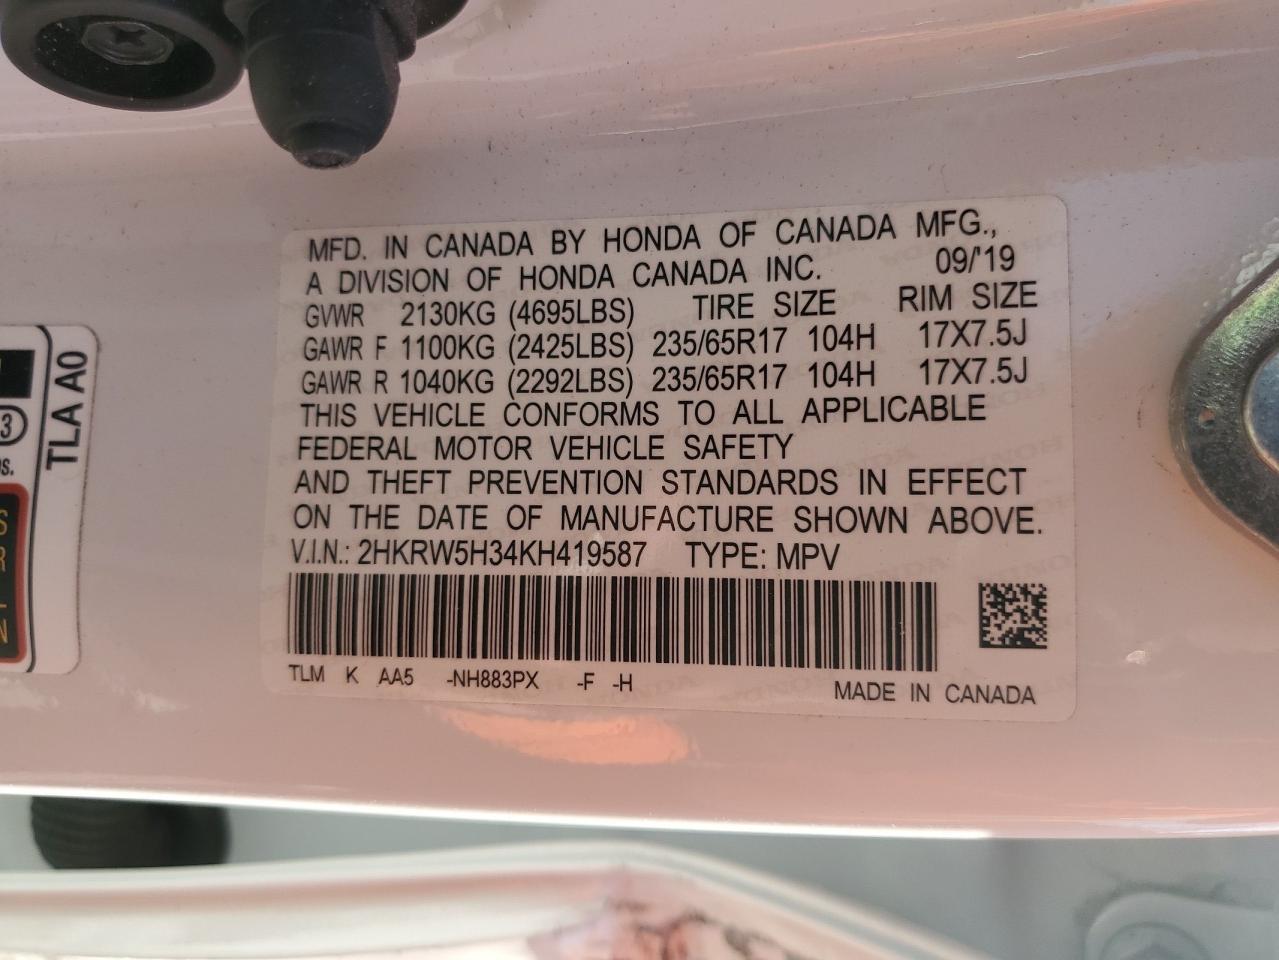 MFD. IN CANADA BY HONDA OF CANADA MFG.,
A DIVISION OF HONDA CANADA INC. 09/'19
GVWR 2130KG (4695LBS) TIRE SIZE RIM SIZE
GAWR F 1100KG (2425LBS) 235/65R17 104H 17X7.5J
GAWR R 1040KG (2292LBS) 235/65R17 104H 17X7.5J
THIS VEHICLE CONFORMS TO ALL APPLICABLE
FEDERAL MOTOR VEHICLE SAFETY
AND THEFT PREVENTION STANDARDS IN EFFECT
ON THE DATE OF MANUFACTURE SHOWN ABOVE.
V.I.N.: 2HKRW5H34KH419587 TYPE: MPV
TLM K AA5 -NH883PX -F -H
MADE IN CANADA
TLA A0
3